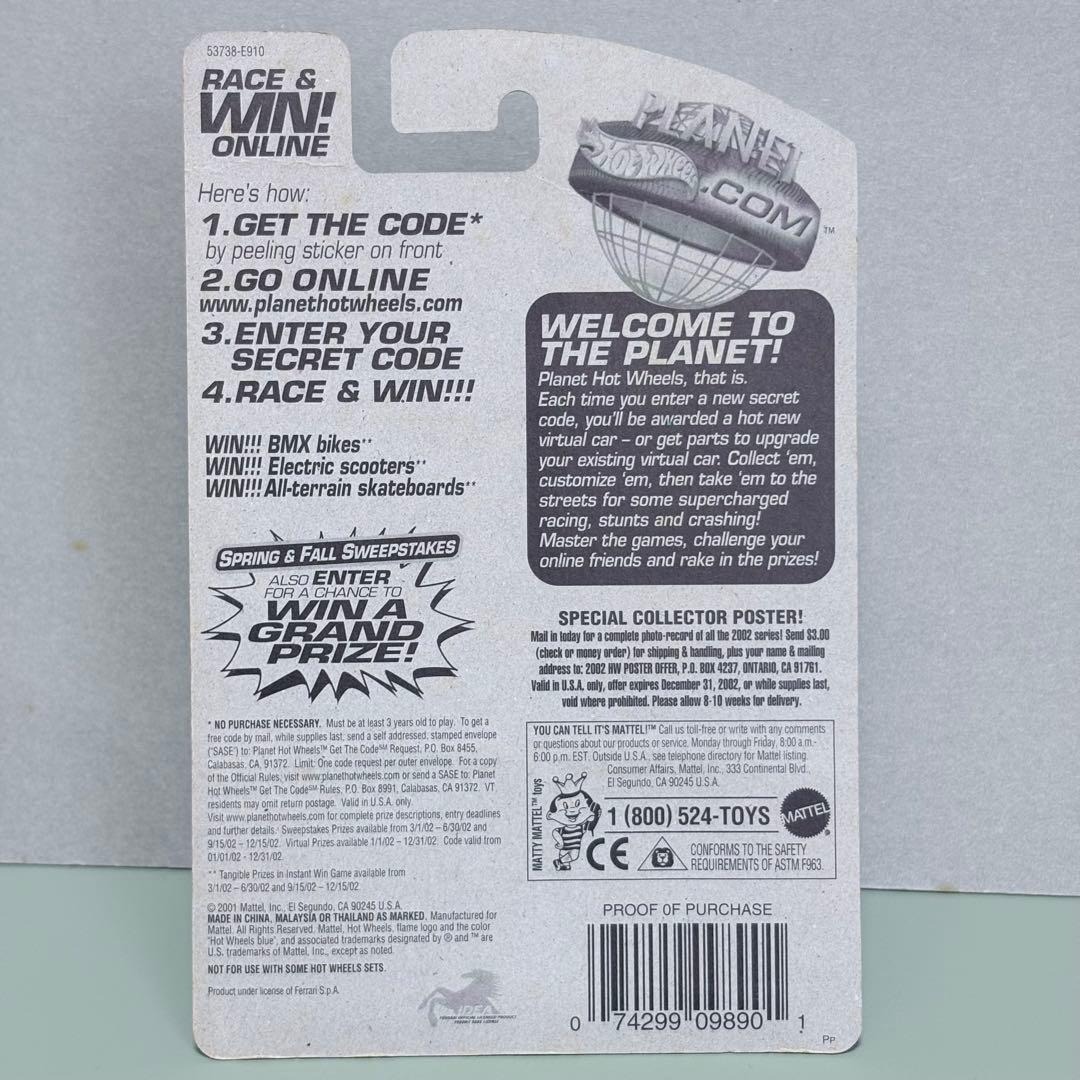 53738-E910
RACE &
WIN!
ONLINE
Here's how:
1.GET THE CODE*
by peeling sticker on front
2.GO ONLINE
www.planethotwheels.com
3.ENTER YOUR
SECRET CODE
4.RACE & WIN!!!
WIN!!! BMX bikes**
WIN!!! Electric scooters**
WIN!!! All-terrain skateboards**
SPRING & FALL SWEEPSTAKES
ALSO ENTER
FOR A CHANCE TO
WIN A
GRAND
PRIZE!
* NO PURCHASE NECESSARY. Must be at least 3 years old to play. To get a
free code by mail, while supplies last, send a self addressed, stamped envelope
("SASE") to: Planet Hot Wheels™ Get The Code℠ Request, P.O. Box 8455,
Calabasas, CA, 91372. Limit: One code request per outer envelope. For a copy
of the Official Rules, visit www.planethotwheels.com or send a SASE to: Planet
Hot Wheels™ Get The Code℠ Rules, P.O. Box 8991, Calabasas, CA 91372. VT
residents may omit return postage. Valid in U.S.A. only.
Visit www.planethotwheels.com for complete prize descriptions, entry deadlines
and further details. Sweepstakes Prizes available from 3/1/02 – 6/30/02 and
9/15/02 – 12/15/02. Virtual Prizes available 1/1/02 – 12/31/02. Code valid from
01/01/02 - 12/31/02.
** Tangible Prizes in Instant Win Game available from
3/1/02 – 6/30/02 and 9/15/02 – 12/15/02.
© 2001 Mattel, Inc., El Segundo, CA 90245 U.S.A.
MADE IN CHINA, MALAYSIA OR THAILAND AS MARKED. Manufactured for
Mattel. All Rights Reserved. Mattel, Hot Wheels, flame logo and the color
"Hot Wheels blue", and associated trademarks designated by ® and ™ are
U.S. trademarks of Mattel, Inc., except as noted.
NOT FOR USE WITH SOME HOT WHEELS SETS.
Product under license of Ferrari S.p.A.
IDEA
FERRARI OFFICIAL LICENSED PRODUCT
PLANET
Hot Wheels
.COM
™
WELCOME TO
THE PLANET!
Planet Hot Wheels, that is.
Each time you enter a new secret
code, you'll be awarded a hot new
virtual car – or get parts to upgrade
your existing virtual car. Collect 'em,
customize 'em, then take 'em to the
streets for some supercharged
racing, stunts and crashing!
Master the games, challenge your
online friends and rake in the prizes!
SPECIAL COLLECTOR POSTER!
Mail in today for a complete photo-record of all the 2002 series! Send $3.00
(check or money order) for shipping & handling, plus your name & mailing
address to: 2002 HW POSTER OFFER, P.O. BOX 4237, ONTARIO, CA 91761.
Valid in U.S.A. only, offer expires December 31, 2002, or while supplies last,
void where prohibited. Please allow 8-10 weeks for delivery.
YOU CAN TELL IT'S MATTEL!™ Call us toll-free or write with any comments
or questions about our products or service. Monday through Friday, 8:00 a.m.-
6:00 p.m. EST. Outside U.S.A., see telephone directory for Mattel listing.
Consumer Affairs, Mattel, Inc., 333 Continental Blvd.,
El Segundo, CA 90245 U.S.A.
MATTY MATTEL™ toys
1 (800) 524-TOYS
MATTEL®
CE
CONFORMS TO THE SAFETY
REQUIREMENTS OF ASTM F963.
PROOF OF PURCHASE
0 74299 09890 1
PP